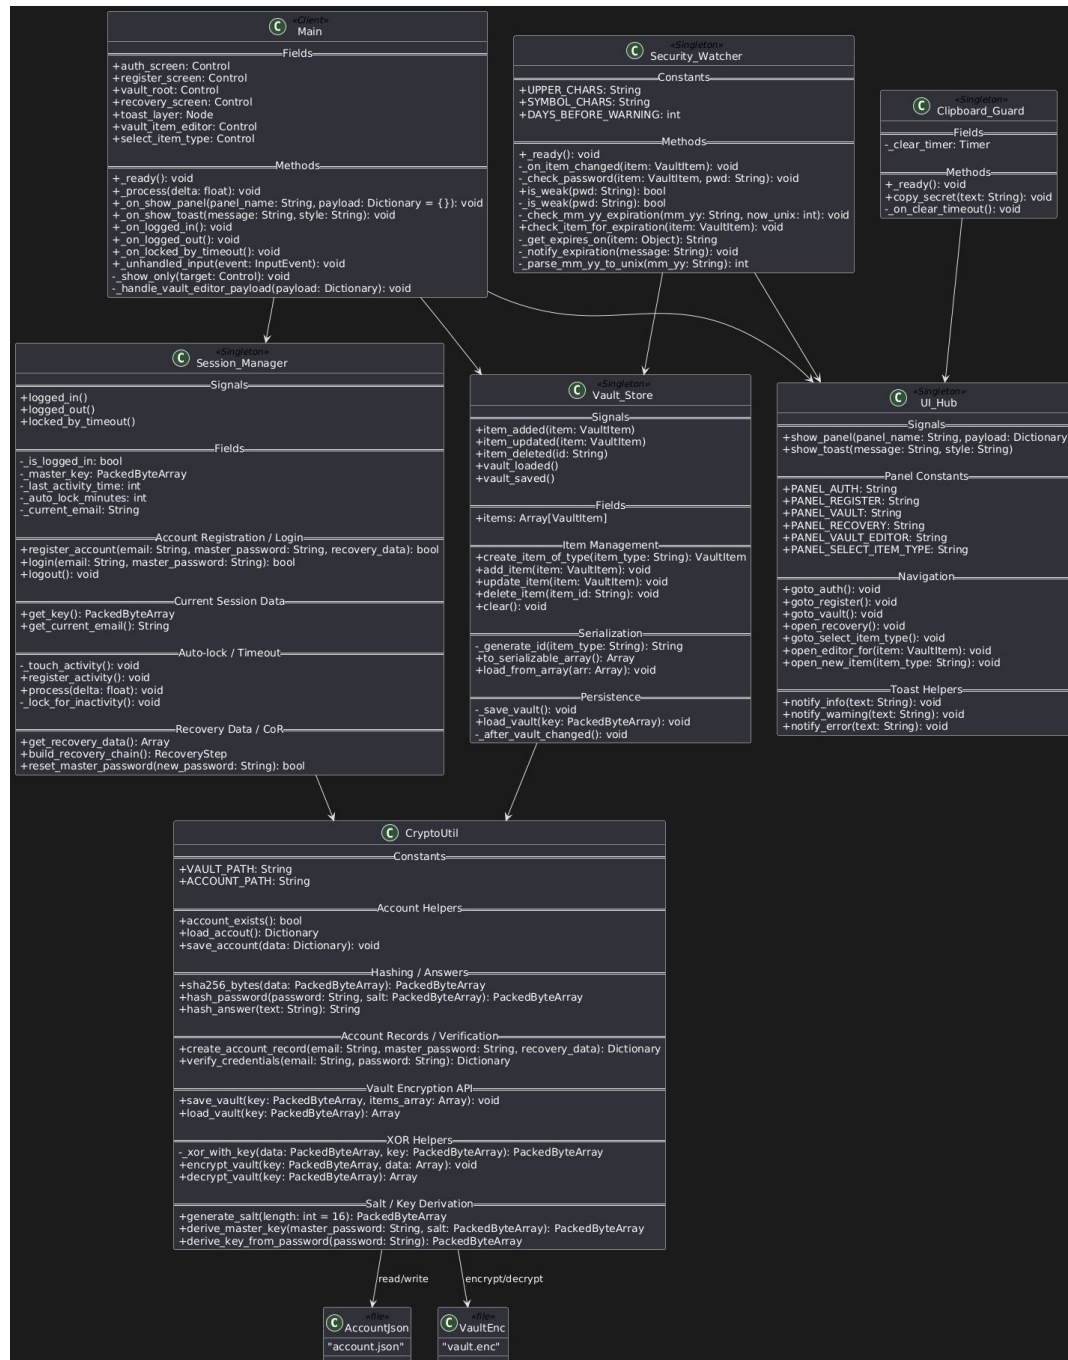 C «Client»
Main
Fields
+auth_screen: Control
+register_screen: Control
+vault_root: Control
+recovery_screen: Control
+toast_layer: Node
+vault_item_editor: Control
+select_item_type: Control
Methods
+_ready(): void
+_process(delta: float): void
+_on_show_panel(panel_name: String, payload: Dictionary = {}): void
+_on_show_toast(message: String, style: String): void
+_on_logged_in(): void
+_on_logged_out(): void
+_on_locked_by_timeout(): void
+_unhandled_input(event: InputEvent): void
-_show_only(target: Control): void
-_handle_vault_editor_payload(payload: Dictionary): void
C «Singleton»
Security_Watcher
Constants
+UPPER_CHARS: String
+SYMBOL_CHARS: String
+DAYS_BEFORE_WARNING: int
Methods
+_ready(): void
-_on_item_changed(item: VaultItem): void
-_check_password(item: VaultItem, pwd: String): void
+is_weak(pwd: String): bool
-_is_weak(pwd: String): bool
-_check_mm_yy_expiration(mm_yy: String, now_unix: int): void
+check_item_for_expiration(item: VaultItem): void
-_get_expires_on(item: Object): String
-_notify_expiration(message: String): void
-_parse_mm_yy_to_unix(mm_yy: String): int
C «Singleton»
Clipboard_Guard
Fields
-_clear_timer: Timer
Methods
+_ready(): void
+copy_secret(text: String): void
-_on_clear_timeout(): void
C «Singleton»
Session_Manager
Signals
+logged_in()
+logged_out()
+locked_by_timeout()
Fields
-_is_logged_in: bool
-_master_key: PackedByteArray
-_last_activity_time: int
-_auto_lock_minutes: int
-_current_email: String
Account Registration / Login
+register_account(email: String, master_password: String, recovery_data): bool
+login(email: String, master_password: String): bool
+logout(): void
Current Session Data
+get_key(): PackedByteArray
+get_current_email(): String
Auto-lock / Timeout
-_touch_activity(): void
+register_activity(): void
+process(delta: float): void
-_lock_for_inactivity(): void
Recovery Data / CoR
+get_recovery_data(): Array
+build_recovery_chain(): RecoveryStep
+reset_master_password(new_password: String): bool
C «Singleton»
Vault_Store
Signals
+item_added(item: VaultItem)
+item_updated(item: VaultItem)
+item_deleted(id: String)
+vault_loaded()
+vault_saved()
Fields
+items: Array[VaultItem]
Item Management
+create_item_of_type(item_type: String): VaultItem
+add_item(item: VaultItem): void
+update_item(item: VaultItem): void
+delete_item(item_id: String): void
+clear(): void
Serialization
-_generate_id(item_type: String): String
+to_serializable_array(): Array
+load_from_array(arr: Array): void
Persistence
-_save_vault(): void
+load_vault(key: PackedByteArray): void
-_after_vault_changed(): void
C «Singleton»
UI_Hub
Signals
+show_panel(panel_name: String, payload: Dictionary
+show_toast(message: String, style: String)
Panel Constants
+PANEL_AUTH: String
+PANEL_REGISTER: String
+PANEL_VAULT: String
+PANEL_RECOVERY: String
+PANEL_VAULT_EDITOR: String
+PANEL_SELECT_ITEM_TYPE: String
Navigation
+goto_auth(): void
+goto_register(): void
+goto_vault(): void
+open_recovery(): void
+goto_select_item_type(): void
+open_editor_for(item: VaultItem): void
+open_new_item(item_type: String): void
Toast Helpers
+notify_info(text: String): void
+notify_warning(text: String): void
+notify_error(text: String): void
C CryptoUtil
Constants
+VAULT_PATH: String
+ACCOUNT_PATH: String
Account Helpers
+account_exists(): bool
+load_accout(): Dictionary
+save_account(data: Dictionary): void
Hashing / Answers
+sha256_bytes(data: PackedByteArray): PackedByteArray
+hash_password(password: String, salt: PackedByteArray): PackedByteArray
+hash_answer(text: String): String
Account Records / Verification
+create_account_record(email: String, master_password: String, recovery_data): Dictionary
+verify_credentials(email: String, password: String): Dictionary
Vault Encryption API
+save_vault(key: PackedByteArray, items_array: Array): void
+load_vault(key: PackedByteArray): Array
XOR Helpers
-_xor_with_key(data: PackedByteArray, key: PackedByteArray): PackedByteArray
+encrypt_vault(key: PackedByteArray, data: Array): void
+decrypt_vault(key: PackedByteArray): Array
Salt / Key Derivation
+generate_salt(length: int = 16): PackedByteArray
+derive_master_key(master_password: String, salt: PackedByteArray): PackedByteArray
+derive_key_from_password(password: String): PackedByteArray
read/write
encrypt/decrypt
C «file»
AccountJson
"account.json"
C «file»
VaultEnc
"vault.enc"